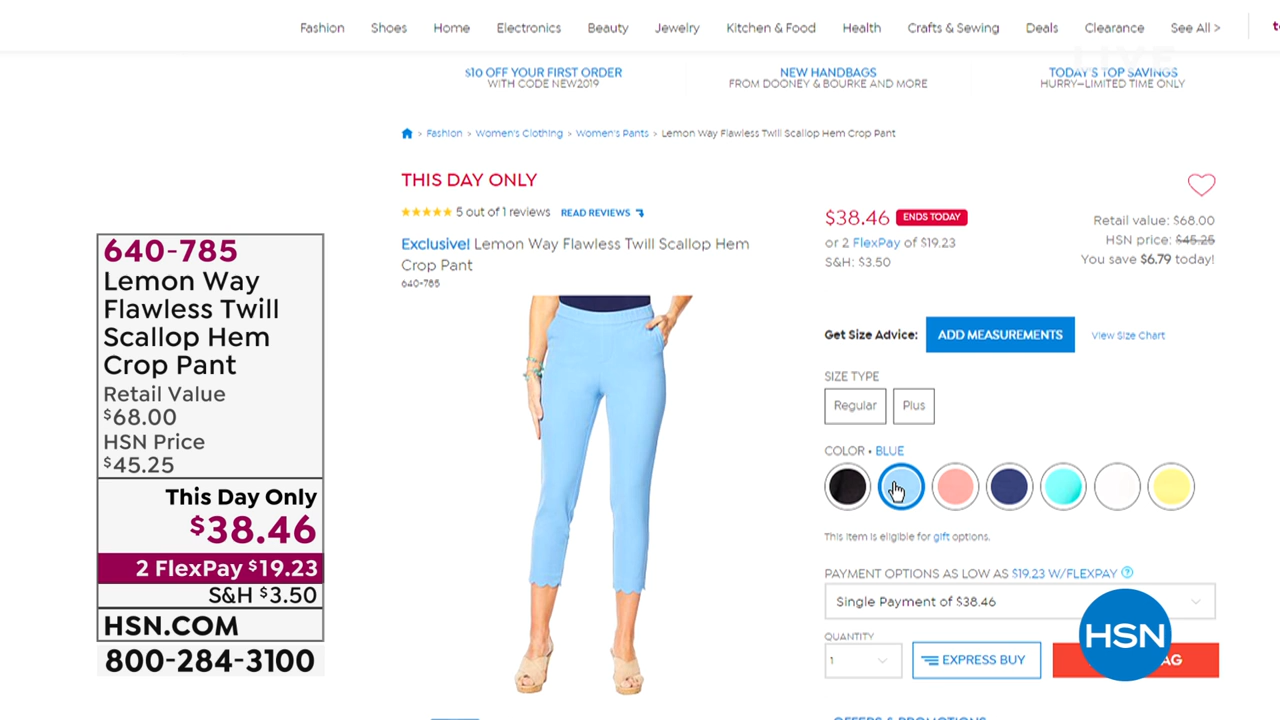 Fashion Shoes Home Electronics Beauty Jewelry Kitchen & Food Health Crafts & Sewing Deals Clearance See All >
LIVE
$10 OFF YOUR FIRST ORDER
WITH CODE NEW2019
NEW HANDBAGS
FROM DOONEY & BOURKE AND MORE
TODAY'S TOP SAVINGS
HURRY—LIMITED TIME ONLY
> Fashion > Women's Clothing > Women's Pants > Lemon Way Flawless Twill Scallop Hem Crop Pant
THIS DAY ONLY
5 out of 1 reviews READ REVIEWS
Exclusive! Lemon Way Flawless Twill Scallop Hem
Crop Pant
640-785
$38.46 ENDS TODAY
or 2 FlexPay of $19.23
S&H: $3.50
Retail value: $68.00
HSN price: $45.25
You save $6.79 today!
Get Size Advice: ADD MEASUREMENTS View Size Chart
SIZE TYPE
Regular Plus
COLOR • BLUE
This item is eligible for gift options.
PAYMENT OPTIONS AS LOW AS $19.23 W/FLEXPAY ?
Single Payment of $38.46
QUANTITY
1
EXPRESS BUY
AG
HSN
OFFERS & PROMOTIONS
640-785
Lemon Way
Flawless Twill
Scallop Hem
Crop Pant
Retail Value
$68.00
HSN Price
$45.25
This Day Only
$38.46
2 FlexPay $19.23
S&H $3.50
HSN.COM
800-284-3100